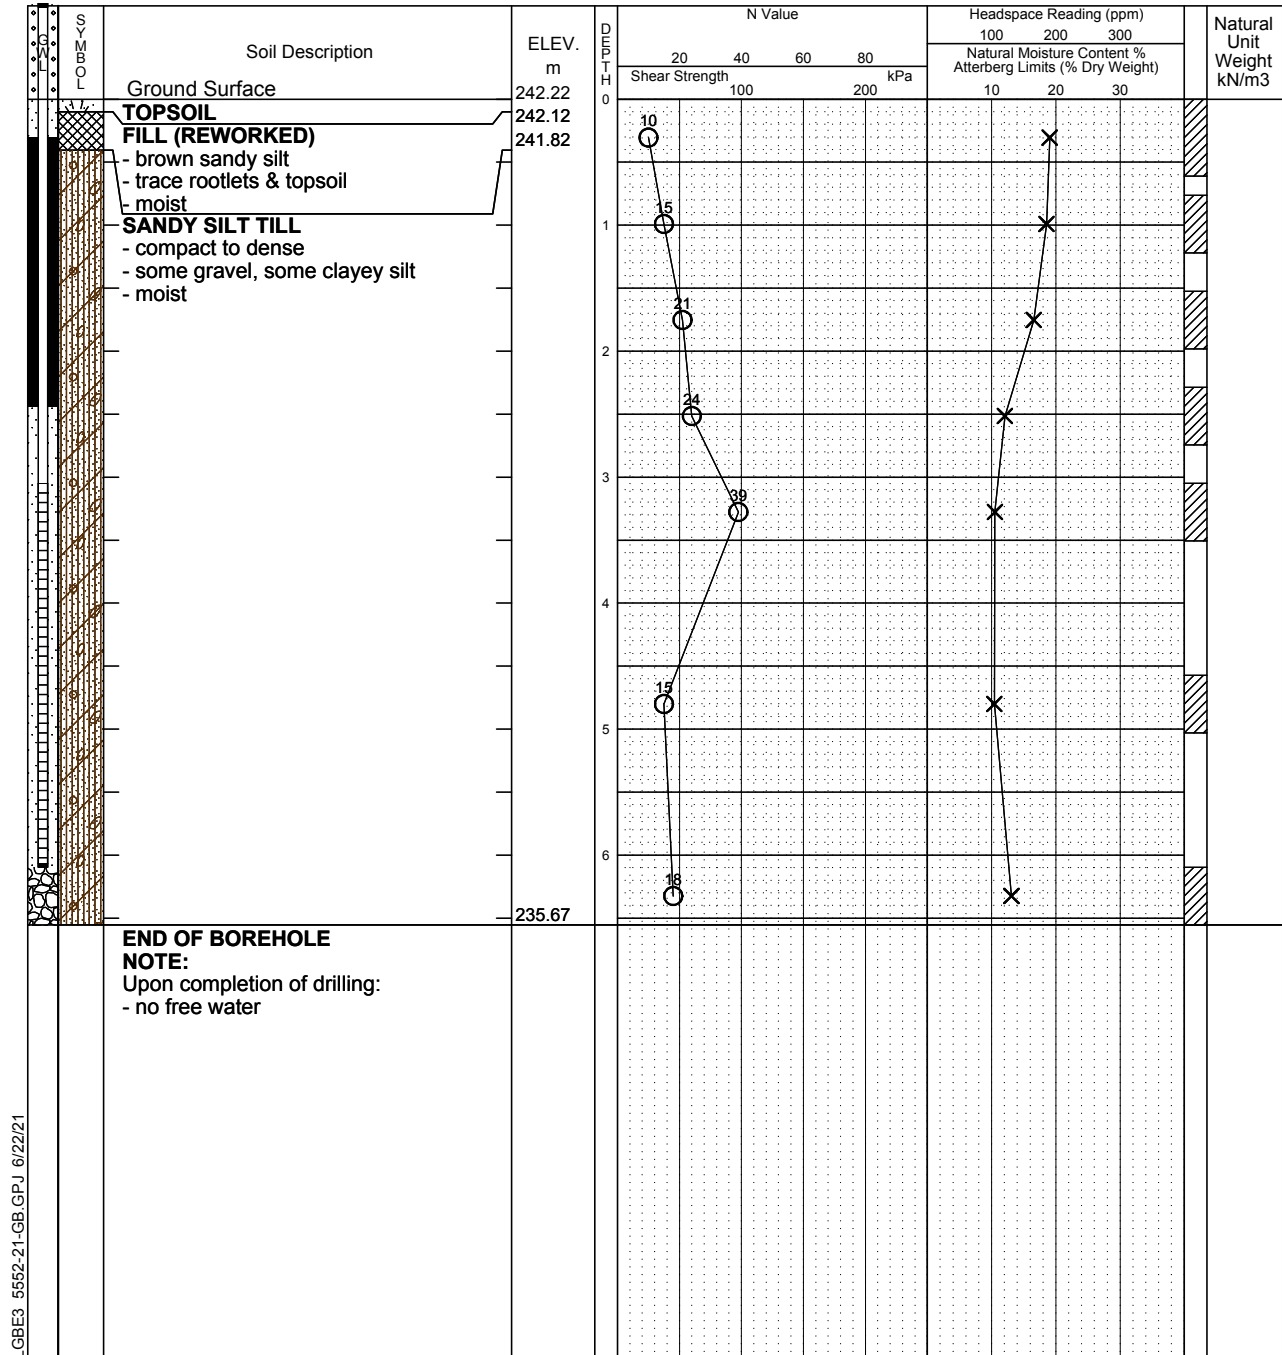 GWL
SYMBOL
Soil Description
ELEV.
m
DEPTH
N Value
20 40 60 80
Shear Strength kPa
100 200
Headspace Reading (ppm)
100 200 300
Natural Moisture Content %
Atterberg Limits (% Dry Weight)
10 20 30
Natural
Unit
Weight
kN/m3
Ground Surface 242.22 0
TOPSOIL 242.12
FILL (REWORKED) 241.82
- brown sandy silt
- trace rootlets & topsoil
- moist
SANDY SILT TILL
- compact to dense
- some gravel, some clayey silt
- moist
10
15
1
21
2
24
3
39
4
15
5
6
18
235.67
END OF BOREHOLE
NOTE:
Upon completion of drilling:
- no free water
GBE3 5552-21-GB.GPJ 6/22/21